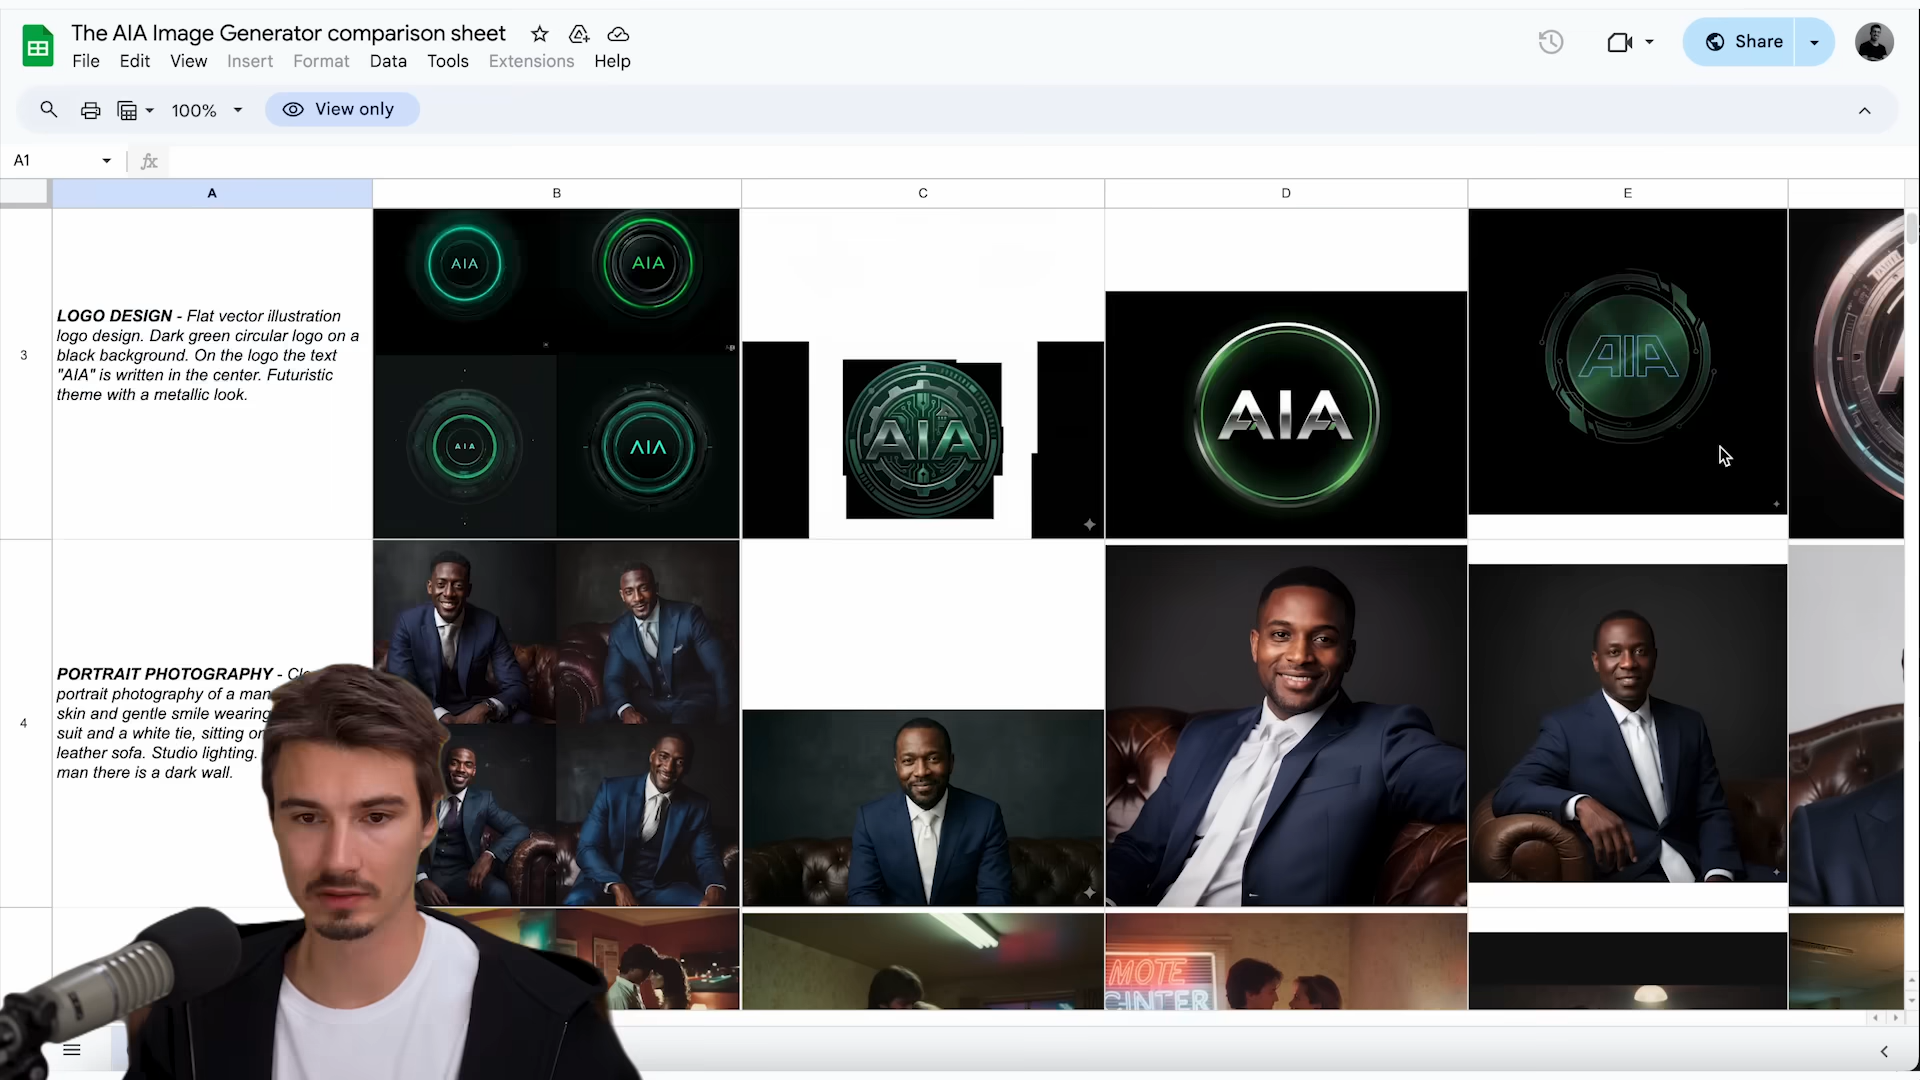 The AIA Image Generator comparison sheet
File Edit View Insert Format Data Tools Extensions Help
Share
100%
View only
A1
fx
A B C D E
3
LOGO DESIGN - Flat vector illustration
logo design. Dark green circular logo on a
black background. On the logo the text
"AIA" is written in the center. Futuristic
theme with a metallic look.
AIA
AIA
AIA
AIA
AIA
AIA
AIA
4
PORTRAIT PHOTOGRAPHY -
portrait photography of a man
skin and gentle smile wearing
suit and a white tie, sitting on
leather sofa. Studio lighting.
man there is a dark wall.
MOTE
CINTER